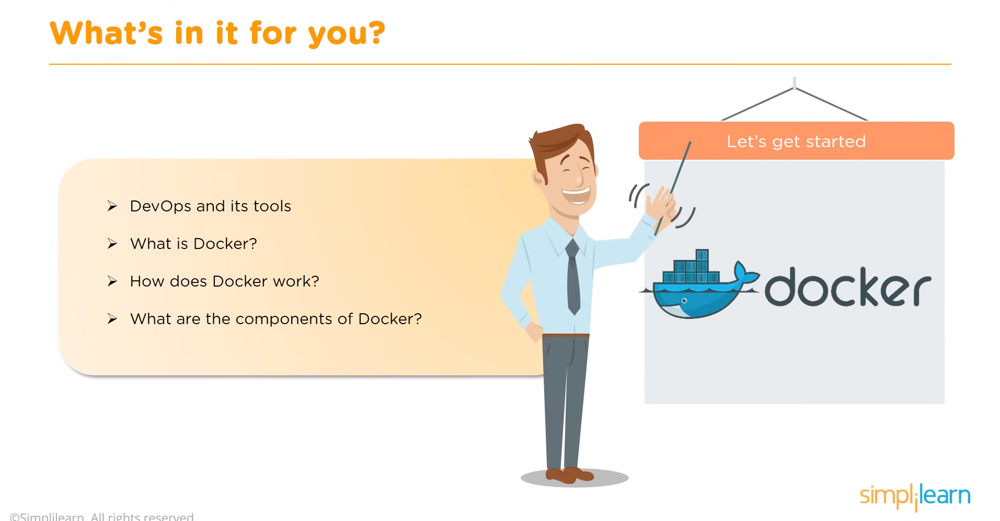 What’s in it for you?
Let’s get started
➢ DevOps and its tools
➢ What is Docker?
➢ How does Docker work?
➢ What are the components of Docker?
docker
simplilearn
©Simplilearn. All rights reserved